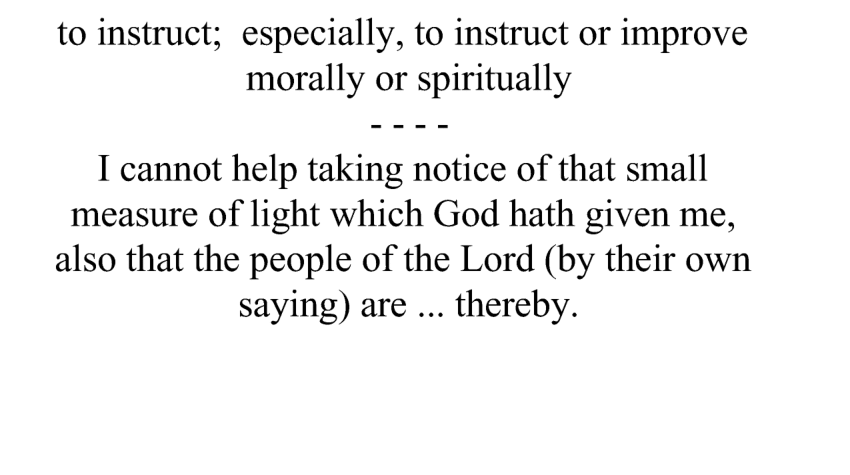 to instruct;  especially, to instruct or improve
morally or spiritually
- - - -
I cannot help taking notice of that small
measure of light which God hath given me,
also that the people of the Lord (by their own
saying) are ... thereby.